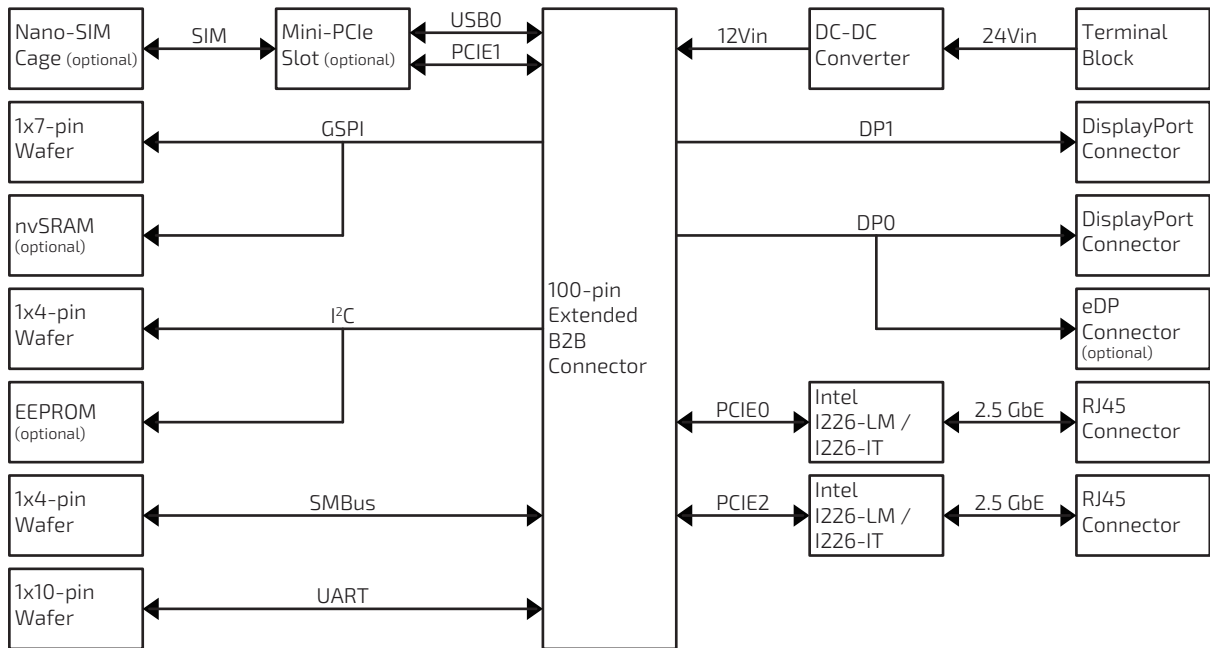 Nano-SIM
Cage (optional)
SIM
Mini-PCIe
Slot (optional)
USB0
PCIE1
12Vin
DC-DC
Converter
24Vin
Terminal
Block
1x7-pin
Wafer
GSPI
DP1
DisplayPort
Connector
nvSRAM
(optional)
DP0
DisplayPort
Connector
100-pin
Extended
B2B
Connector
1x4-pin
Wafer
I²C
eDP
Connector
(optional)
EEPROM
(optional)
PCIE0
Intel
I226-LM /
I226-IT
2.5 GbE
RJ45
Connector
1x4-pin
Wafer
SMBus
PCIE2
Intel
I226-LM /
I226-IT
2.5 GbE
RJ45
Connector
1x10-pin
Wafer
UART